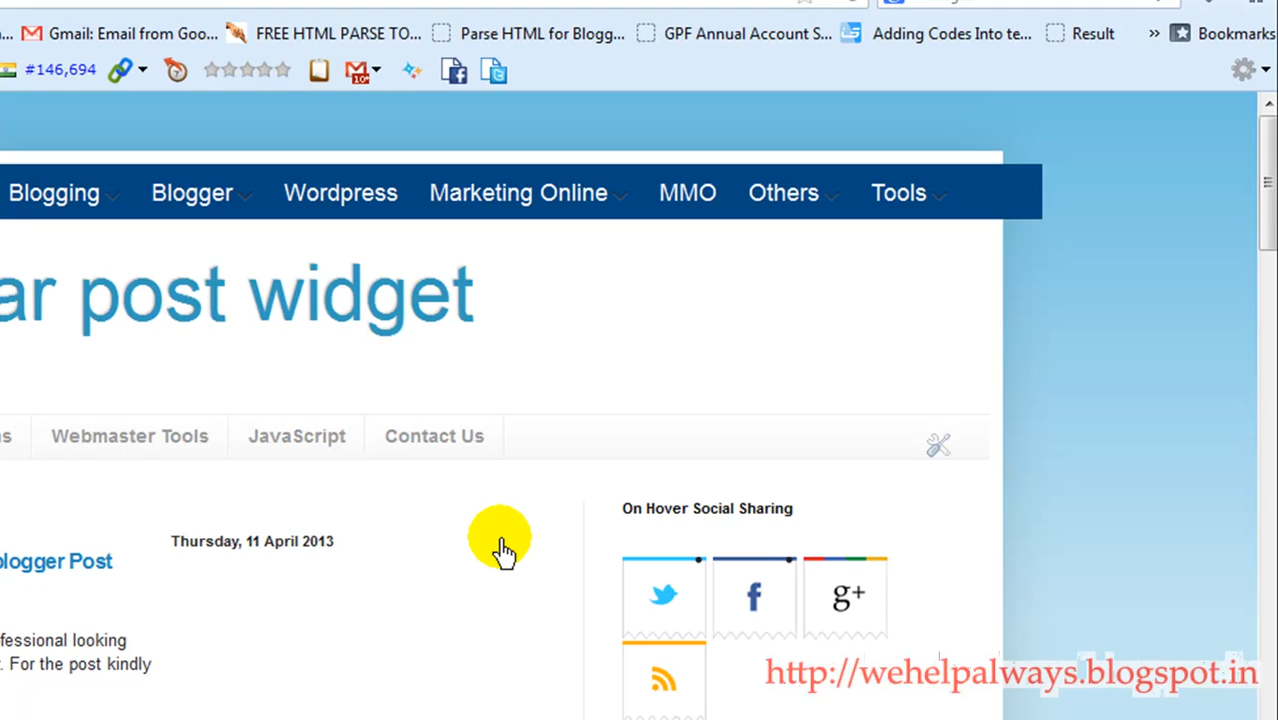 Gmail: Email from Goo... FREE HTML PARSE TO... Parse HTML for Blogg... GPF Annual Account S... Adding Codes Into te... Result » Bookmarks
#146,694 10+
Blogging Blogger Wordpress Marketing Online MMO Others Tools
ar post widget
s Webmaster Tools JavaScript Contact Us
On Hover Social Sharing
Thursday, 11 April 2013
blogger Post
g+
fessional looking
. For the post kindly
http://wehelpalways.blogspot.in